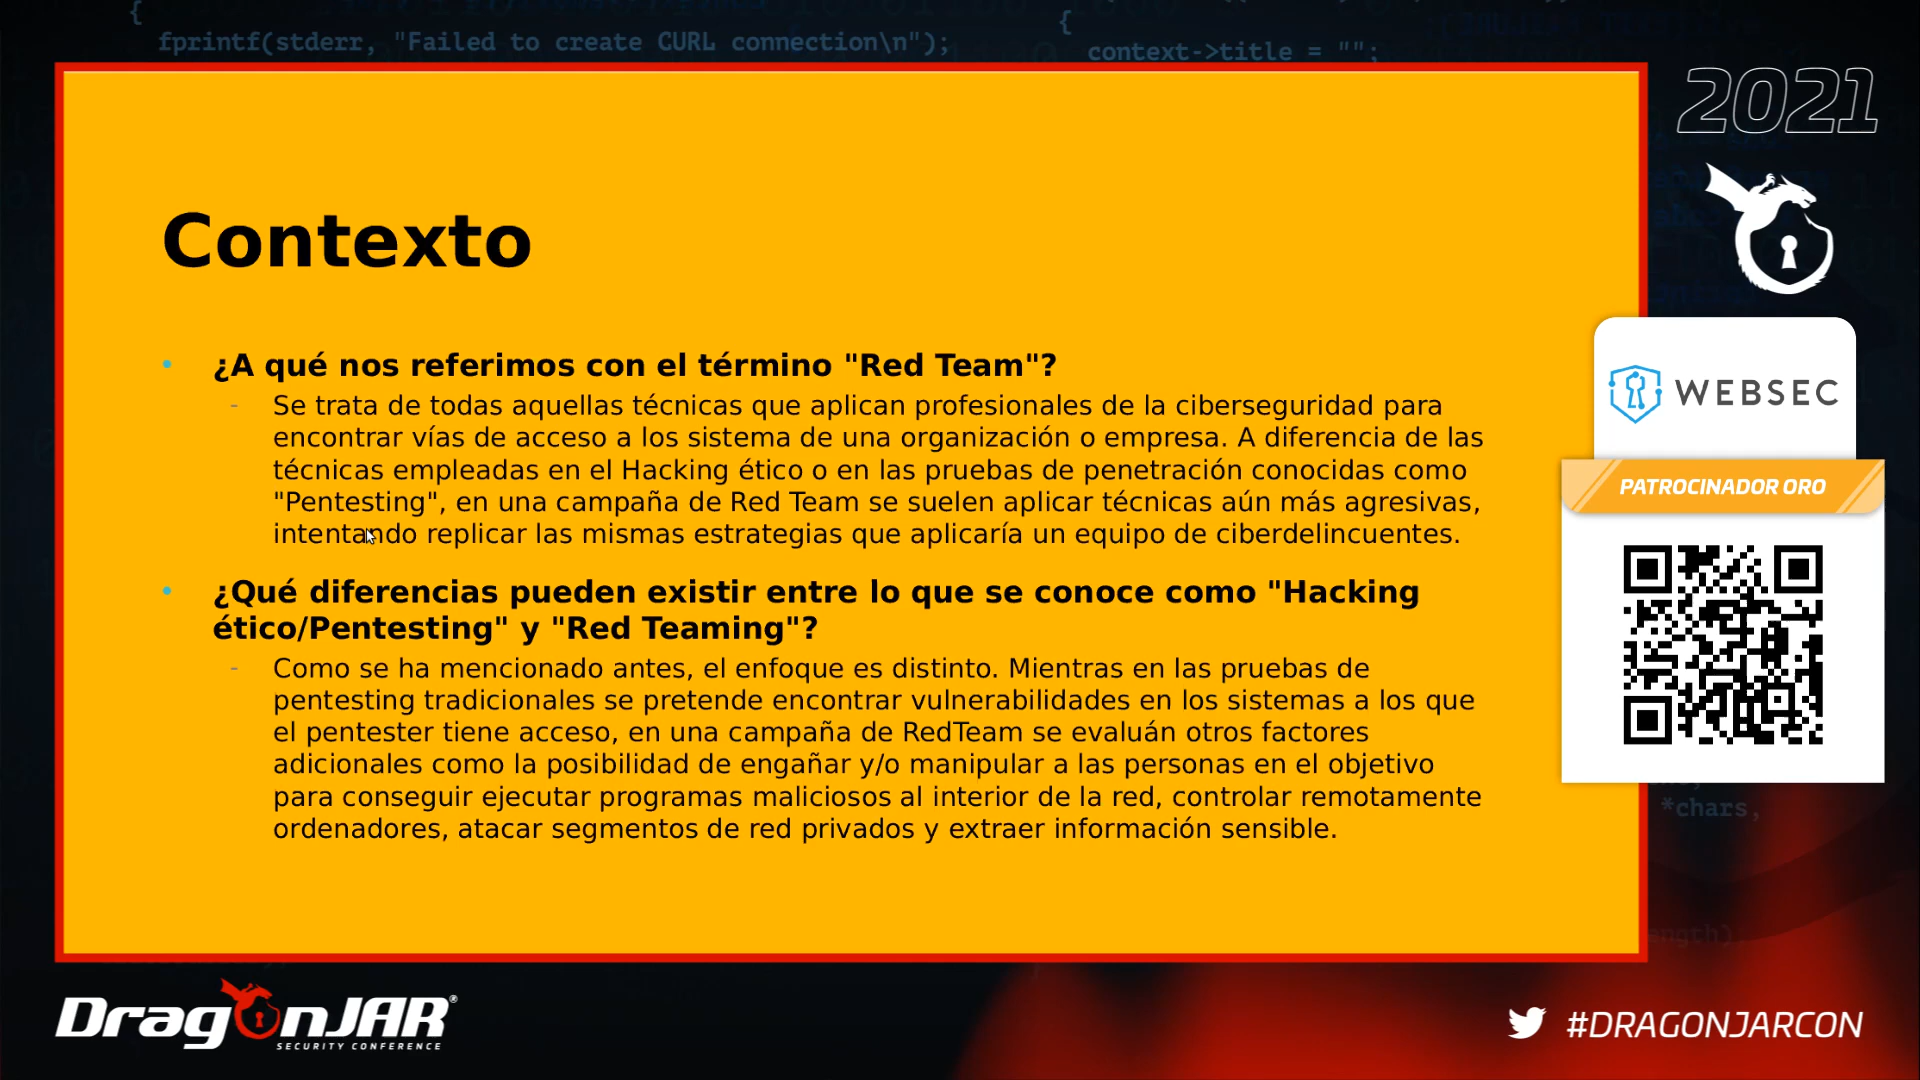 {
fprintf(stderr, "Failed to create CURL connection\n");
{
context->title = "";
2021
Contexto
• ¿A qué nos referimos con el término "Red Team"?
- Se trata de todas aquellas técnicas que aplican profesionales de la ciberseguridad para
encontrar vías de acceso a los sistema de una organización o empresa. A diferencia de las
técnicas empleadas en el Hacking ético o en las pruebas de penetración conocidas como
"Pentesting", en una campaña de Red Team se suelen aplicar técnicas aún más agresivas,
intentando replicar las mismas estrategias que aplicaría un equipo de ciberdelincuentes.
• ¿Qué diferencias pueden existir entre lo que se conoce como "Hacking
ético/Pentesting" y "Red Teaming"?
- Como se ha mencionado antes, el enfoque es distinto. Mientras en las pruebas de
pentesting tradicionales se pretende encontrar vulnerabilidades en los sistemas a los que
el pentester tiene acceso, en una campaña de RedTeam se evaluán otros factores
adicionales como la posibilidad de engañar y/o manipular a las personas en el objetivo
para conseguir ejecutar programas maliciosos al interior de la red, controlar remotamente
ordenadores, atacar segmentos de red privados y extraer información sensible.
WEBSEC
PATROCINADOR ORO
*chars,
DragonJAR®
SECURITY CONFERENCE
#DRAGONJARCON